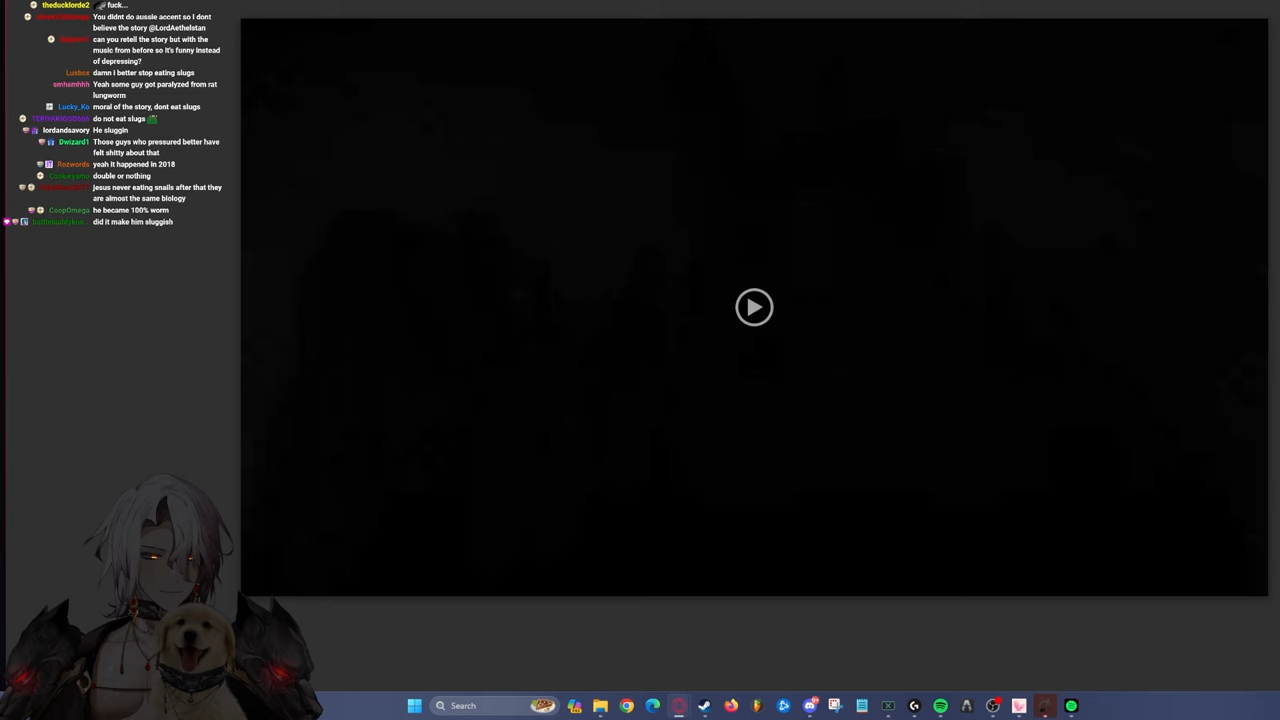 theducklorde2 fuck...
You didnt do aussie accent so I dont
believe the story @LordAethelstan
can you retell the story but with the
music from before so it's funny instead
of depressing?
Lusbox damn I better stop eating slugs
smhsmhhh Yeah some guy got paralyzed from rat
lungworm
Lucky_Ko moral of the story, dont eat slugs
TERIYAKIGOD666 do not eat slugs
lordandsavory He sluggin
Dwizard1 Those guys who pressured better have
felt shitty about that
Rozwords yeah it happened in 2018
Cookieyamo double or nothing
jesus never eating snails after that they
are almost the same biology
CoopOmega he became 100% worm
did it make him sluggish
Search